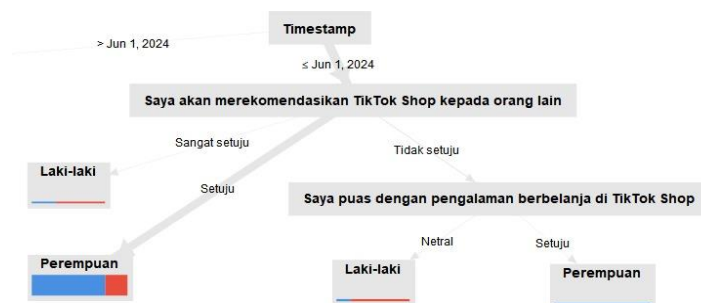 Timestamp
> Jun 1, 2024
≤ Jun 1, 2024
Saya akan merekomendasikan TikTok Shop kepada orang lain
Sangat setuju
Tidak setuju
Laki-laki
Setuju
Saya puas dengan pengalaman berbelanja di TikTok Shop
Netral
Setuju
Perempuan
Laki-laki
Perempuan